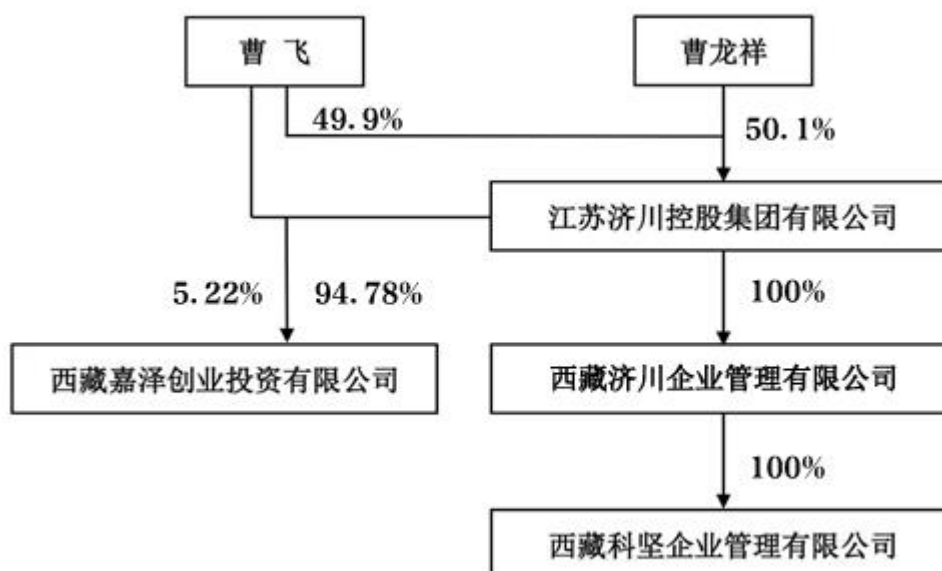 曹 飞
曹龙祥
49.9%
50.1%
江苏济川控股集团有限公司
5.22%
94.78%
100%
西藏嘉泽创业投资有限公司
西藏济川企业管理有限公司
100%
西藏科坚企业管理有限公司